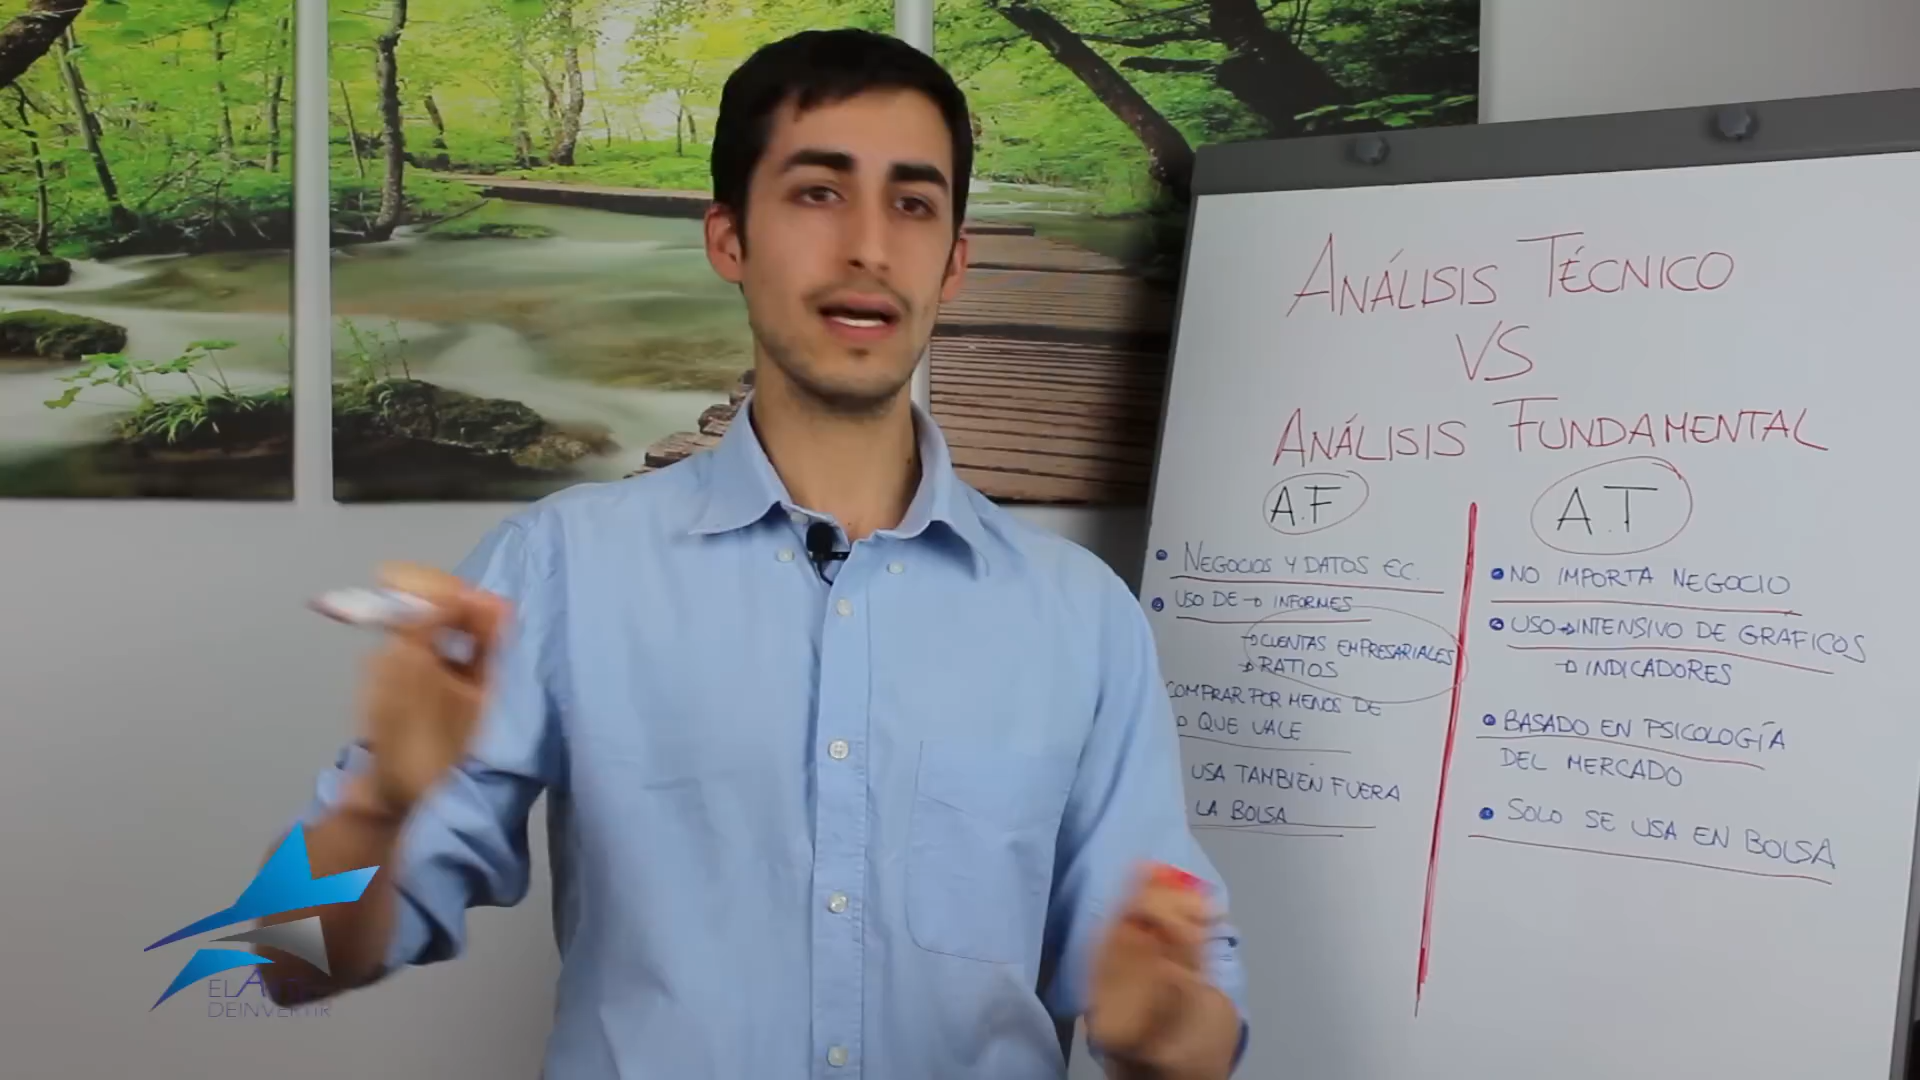 ANÁLISIS TÉCNICO
VS
ANÁLISIS FUNDAMENTAL
A.F
NEGOCIOS Y DATOS EC.
USO DE → INFORMES
→ CUENTAS EMPRESARIALES
→ RATIOS
COMPRAR POR MENOS DE
O QUE VALE
USA TAMBIÉN FUERA
LA BOLSA
A.T
NO IMPORTA NEGOCIO
USO → INTENSIVO DE GRÁFICOS
→ INDICADORES
BASADO EN PSICOLOGÍA
DEL MERCADO
SOLO SE USA EN BOLSA
EL
DEINVERTIR